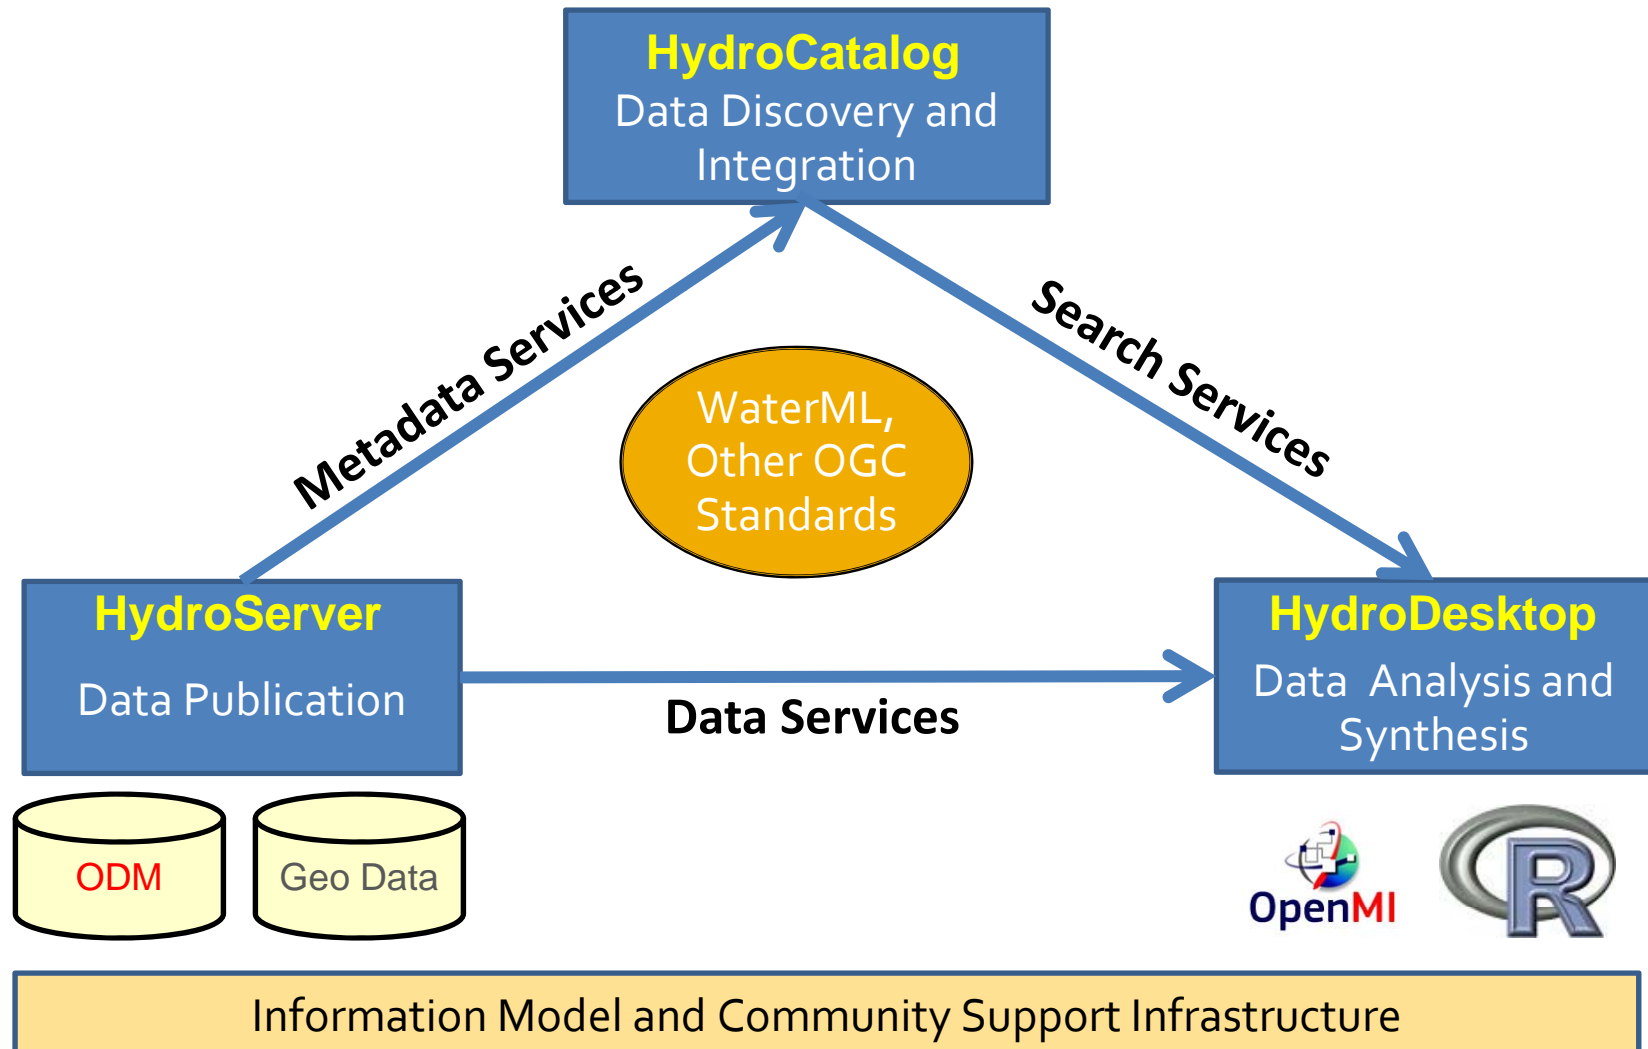 HydroCatalog
Data Discovery and
Integration
Metadata Services
Search Services
WaterML,
Other OGC
Standards
HydroServer
Data Publication
Data Services
HydroDesktop
Data Analysis and
Synthesis
ODM
Geo Data
OpenMI
R
Information Model and Community Support Infrastructure